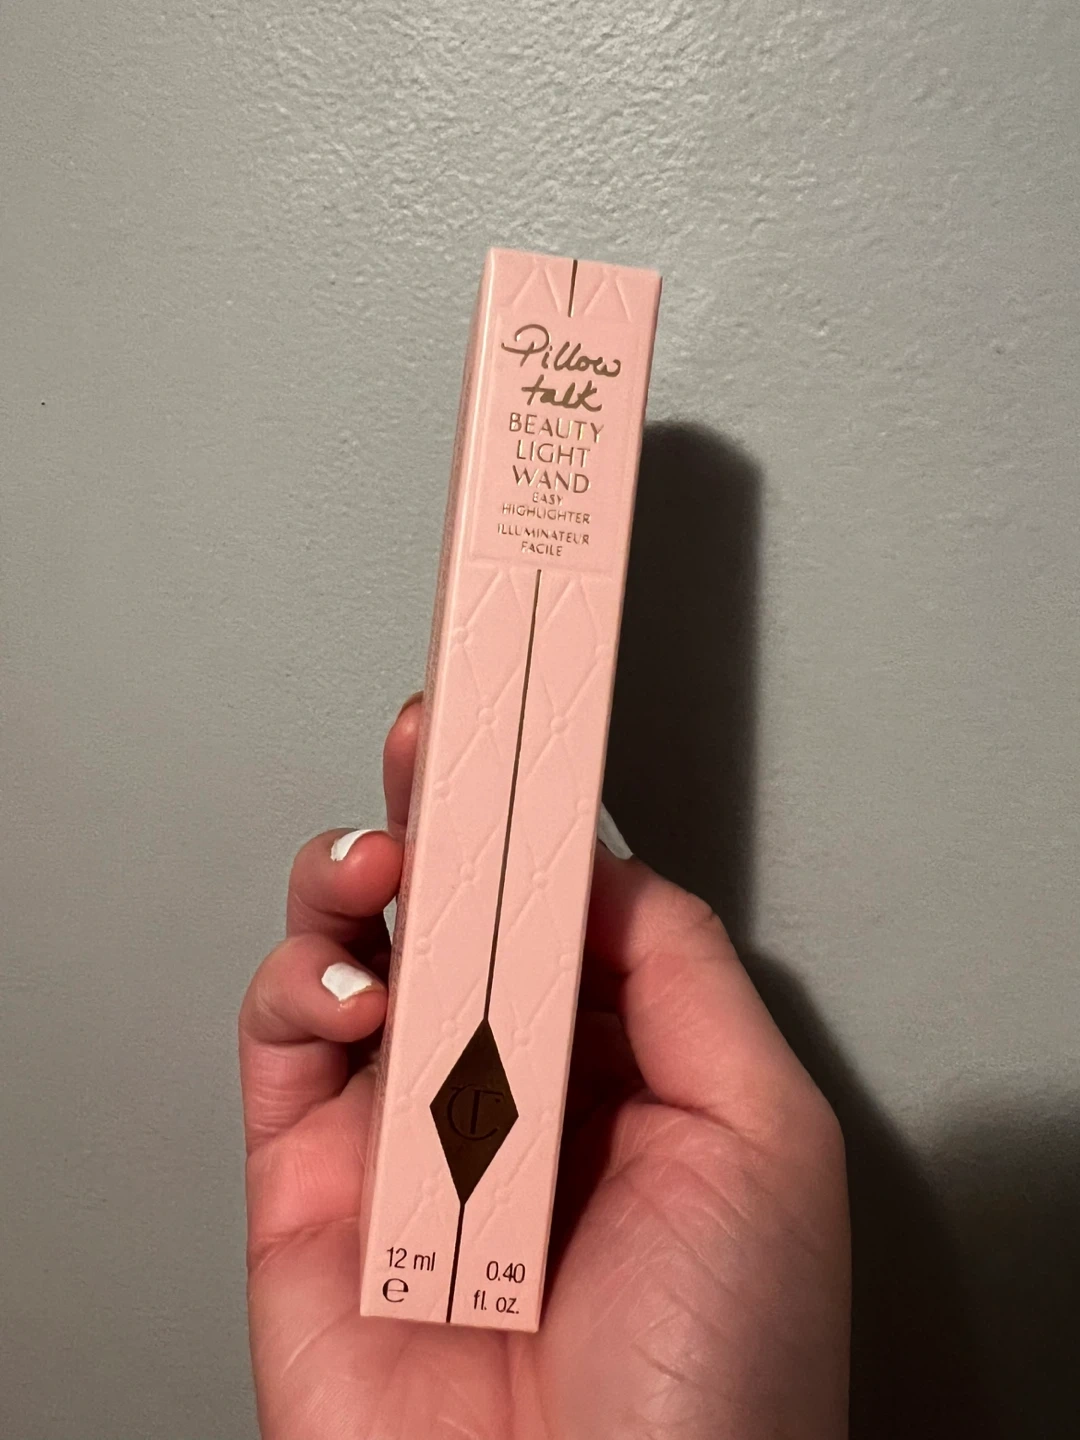 Pillow
talk
BEAUTY
LIGHT
WAND
EASY
HIGHLIGHTER
ILLUMINATEUR
FACILE
CT
12 ml
0.40
℮
fl. oz.